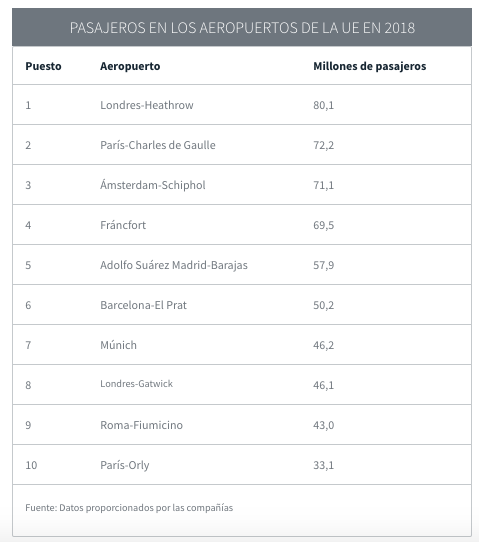 PASAJEROS EN LOS AEROPUERTOS DE LA UE EN 2018
Puesto Aeropuerto Millones de pasajeros
1 Londres-Heathrow 80,1
2 París-Charles de Gaulle 72,2
3 Ámsterdam-Schiphol 71,1
4 Fráncfort 69,5
5 Adolfo Suárez Madrid-Barajas 57,9
6 Barcelona-El Prat 50,2
7 Múnich 46,2
8 Londres-Gatwick 46,1
9 Roma-Fiumicino 43,0
10 París-Orly 33,1
Fuente: Datos proporcionados por las compañías